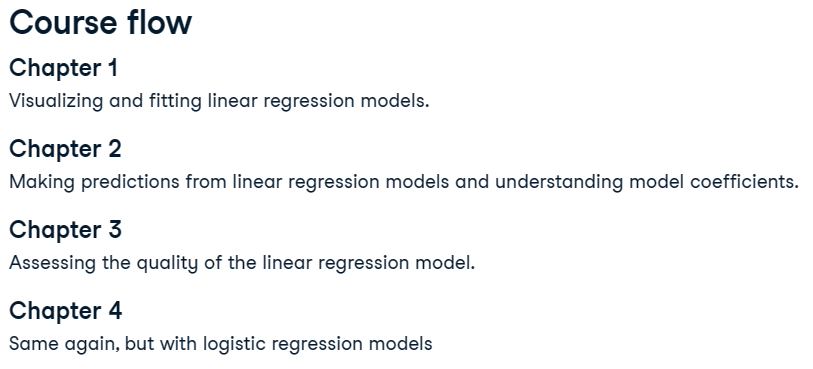 Course flow
Chapter 1
Visualizing and fitting linear regression models.
Chapter 2
Making predictions from linear regression models and understanding model coefficients.
Chapter 3
Assessing the quality of the linear regression model.
Chapter 4
Same again, but with logistic regression models